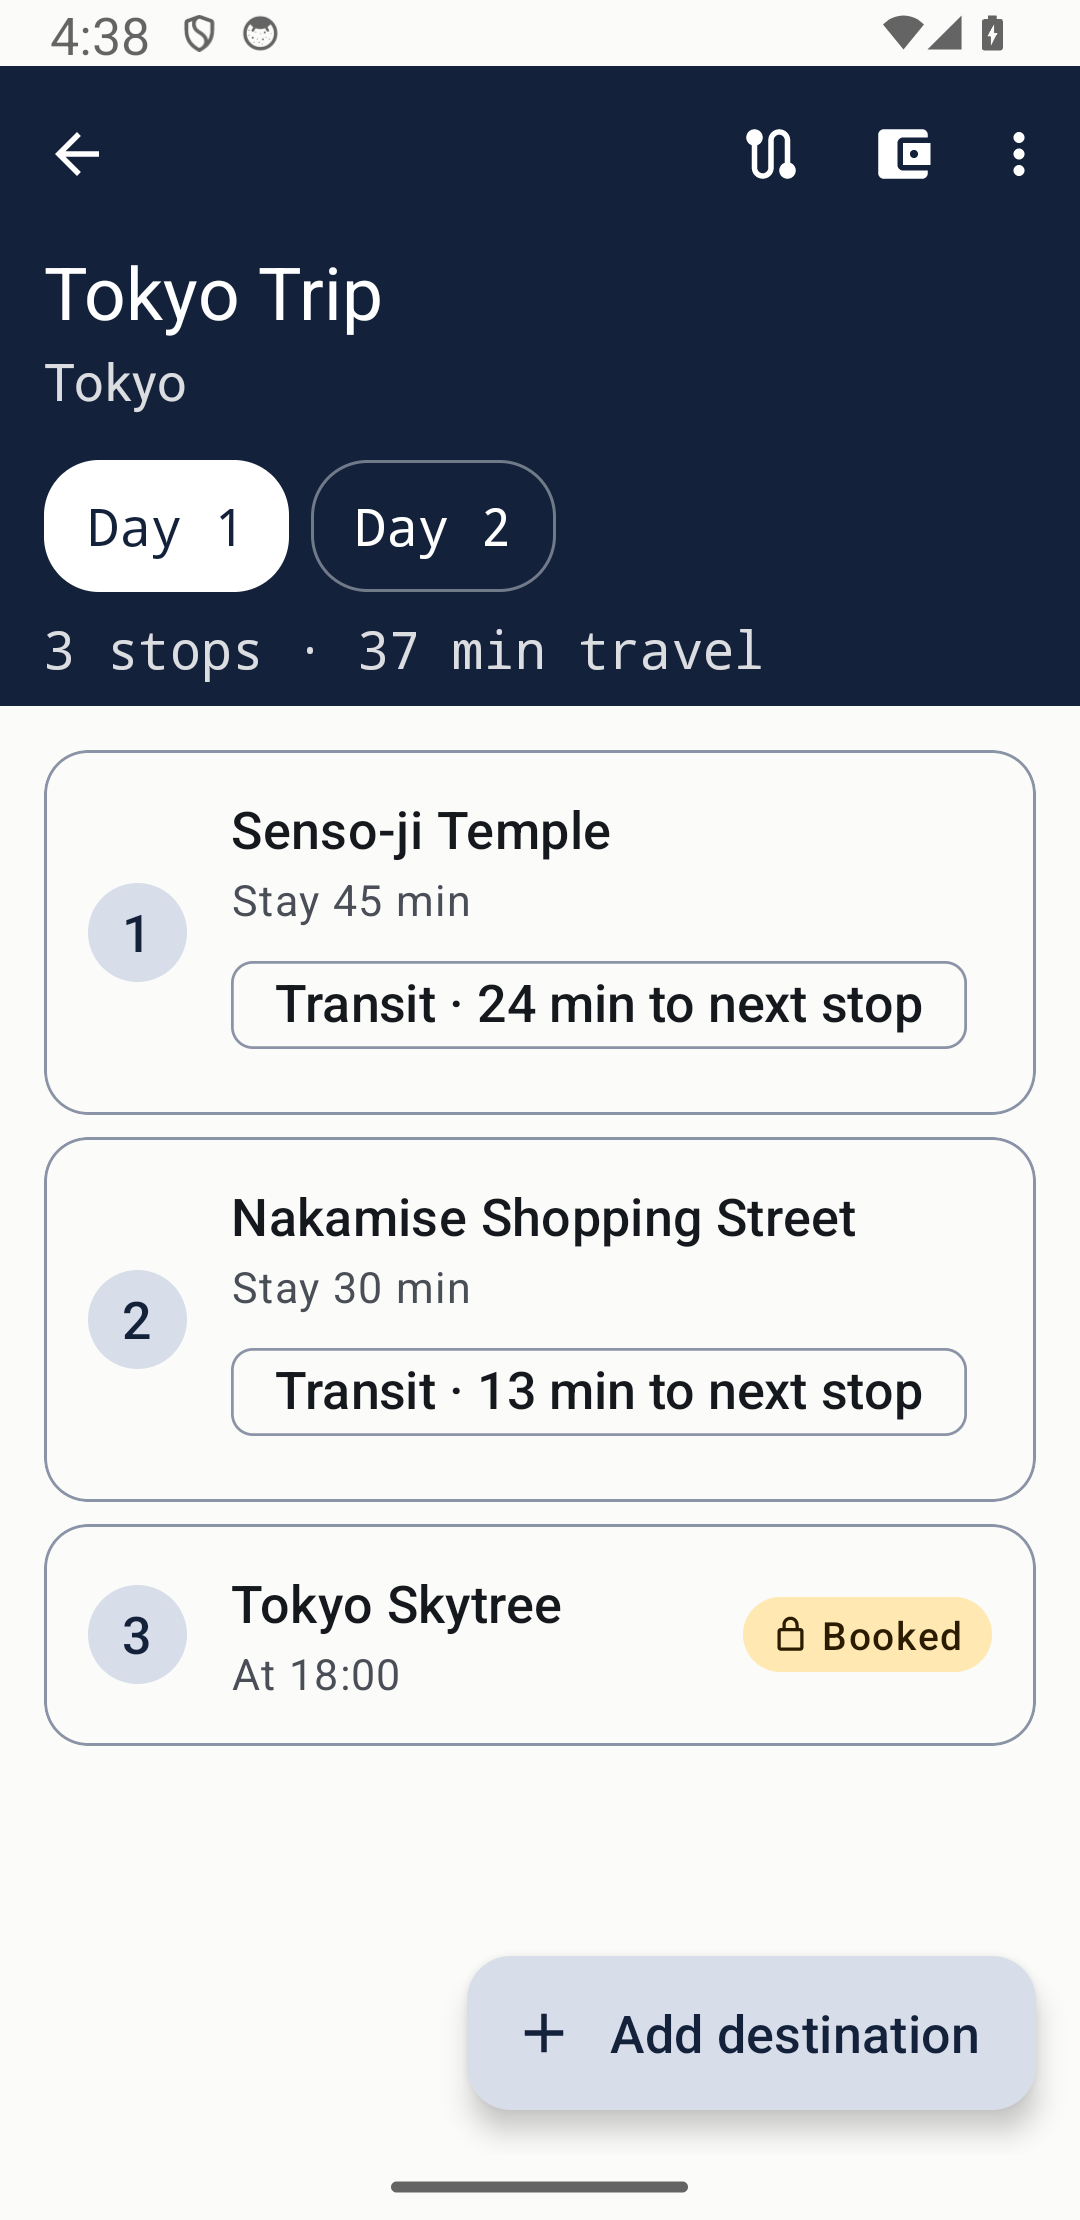 4:38
Tokyo Trip
Tokyo
Day 1
Day 2
3 stops · 37 min travel
Senso-ji Temple
Stay 45 min
1
Transit · 24 min to next stop
Nakamise Shopping Street
Stay 30 min
2
Transit · 13 min to next stop
Tokyo Skytree
3
Booked
At 18:00
Add destination